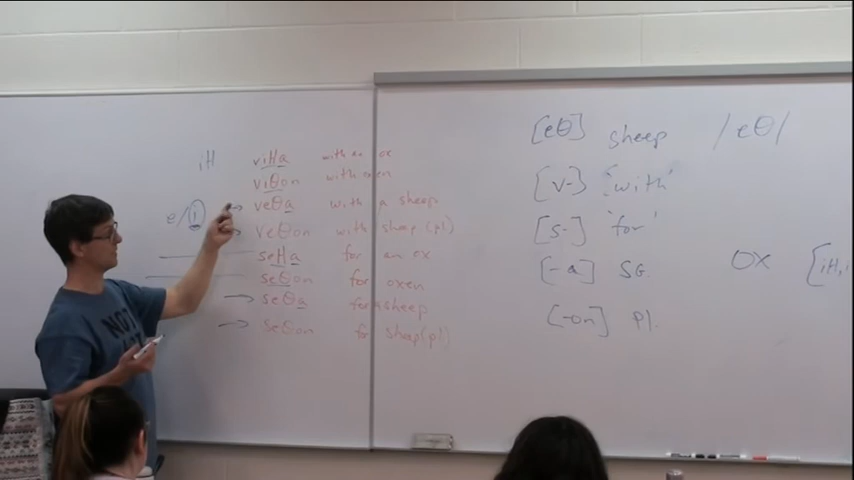 iH
viHa with an ox
viθon with oxen
e/i → veθa with a sheep
→ veθon with sheep (pl)
seHa for an ox
seθon for oxen
→ seθa for a sheep
→ seθon for sheep (pl)
[eθ] sheep /eθ/
[v-] 'with'
[s-] 'for'
[-a] SG.
[-on] pl.
ox [iH,
NOT